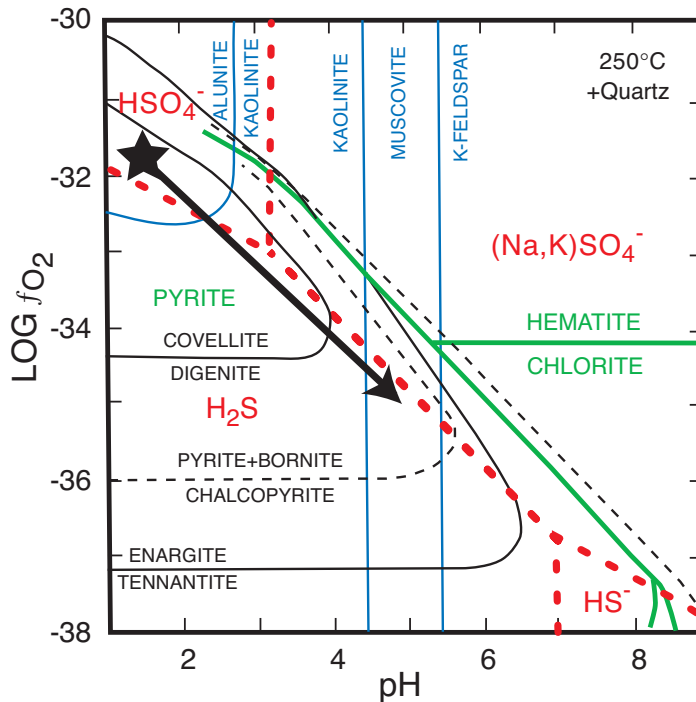 -30
-32
-34
-36
-38
LOG fO2
2
4
6
8
pH
250°C
+Quartz
HSO4-
ALUNITE
KAOLINITE
KAOLINITE
MUSCOVITE
K-FELDSPAR
(Na,K)SO4-
PYRITE
HEMATITE
CHLORITE
COVELLITE
DIGENITE
H2S
PYRITE+BORNITE
CHALCOPYRITE
ENARGITE
TENNANTITE
HS-